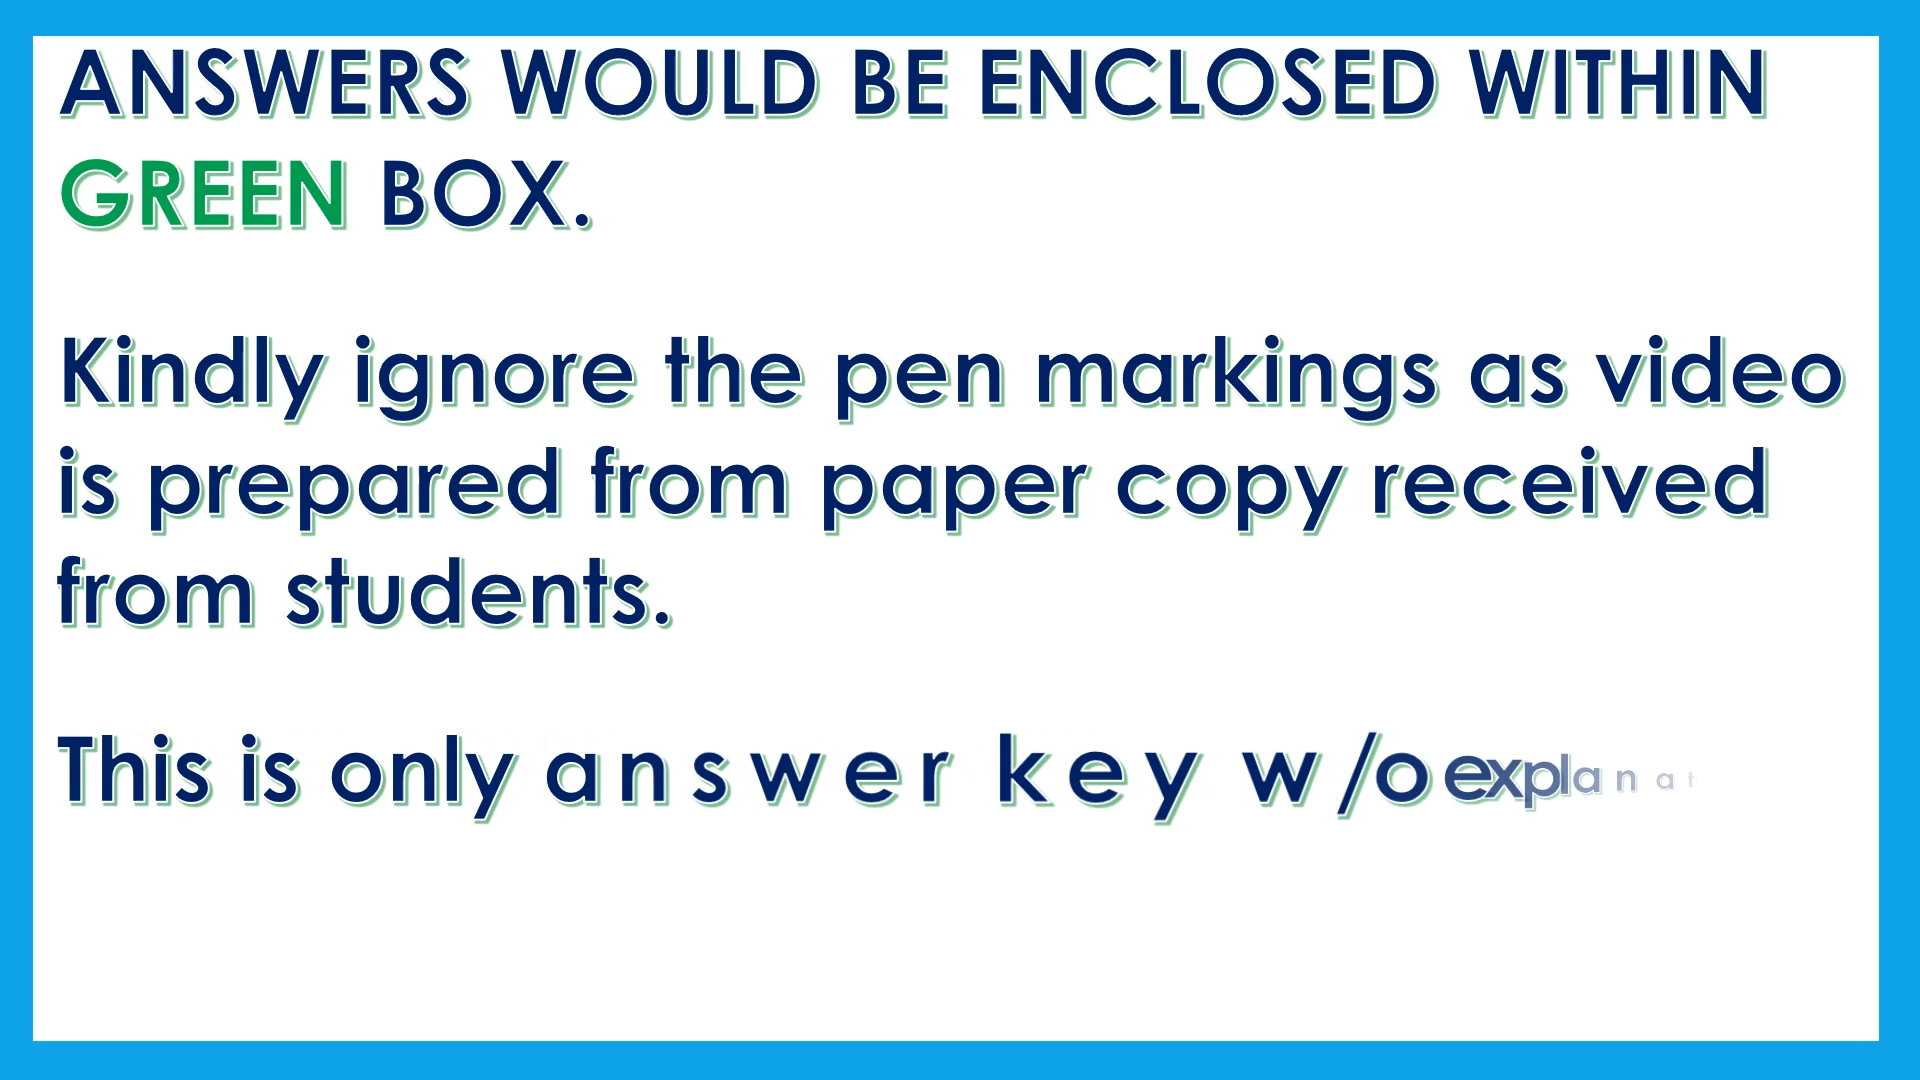 ANSWERS WOULD BE ENCLOSED WITHIN
GREEN BOX.
Kindly ignore the pen markings as video
is prepared from paper copy received
from students.
This is only answer key w/o explanat